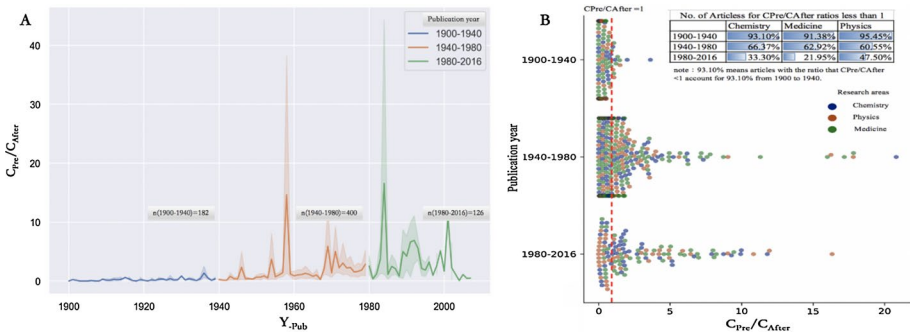 A
Publication year
1900-1940
1940-1980
1980-2016
40
30
20
10
0
CPre/CAfter
n(1900-1940)=182
n(1940-1980)=400
n(1980-2016)=126
1900
1920
1940
1960
1980
2000
Y-Pub
B
CPre/CAfter =1
No. of Articless for CPre/CAfter ratios less than 1
Chemistry Medicine Physics
1900-1940 93.10% 91.38% 95.45%
1940-1980 66.37% 62.92% 60.55%
1980-2016 33.30% 21.95% 47.50%
note : 93.10% means articles with the ratio that CPre/CAfter
<1 account for 93.10% from 1900 to 1940.
Research areas
Chemistry
Physics
Medicine
Publication year
1900-1940
1940-1980
1980-2016
0
5
10
15
20
CPre/CAfter